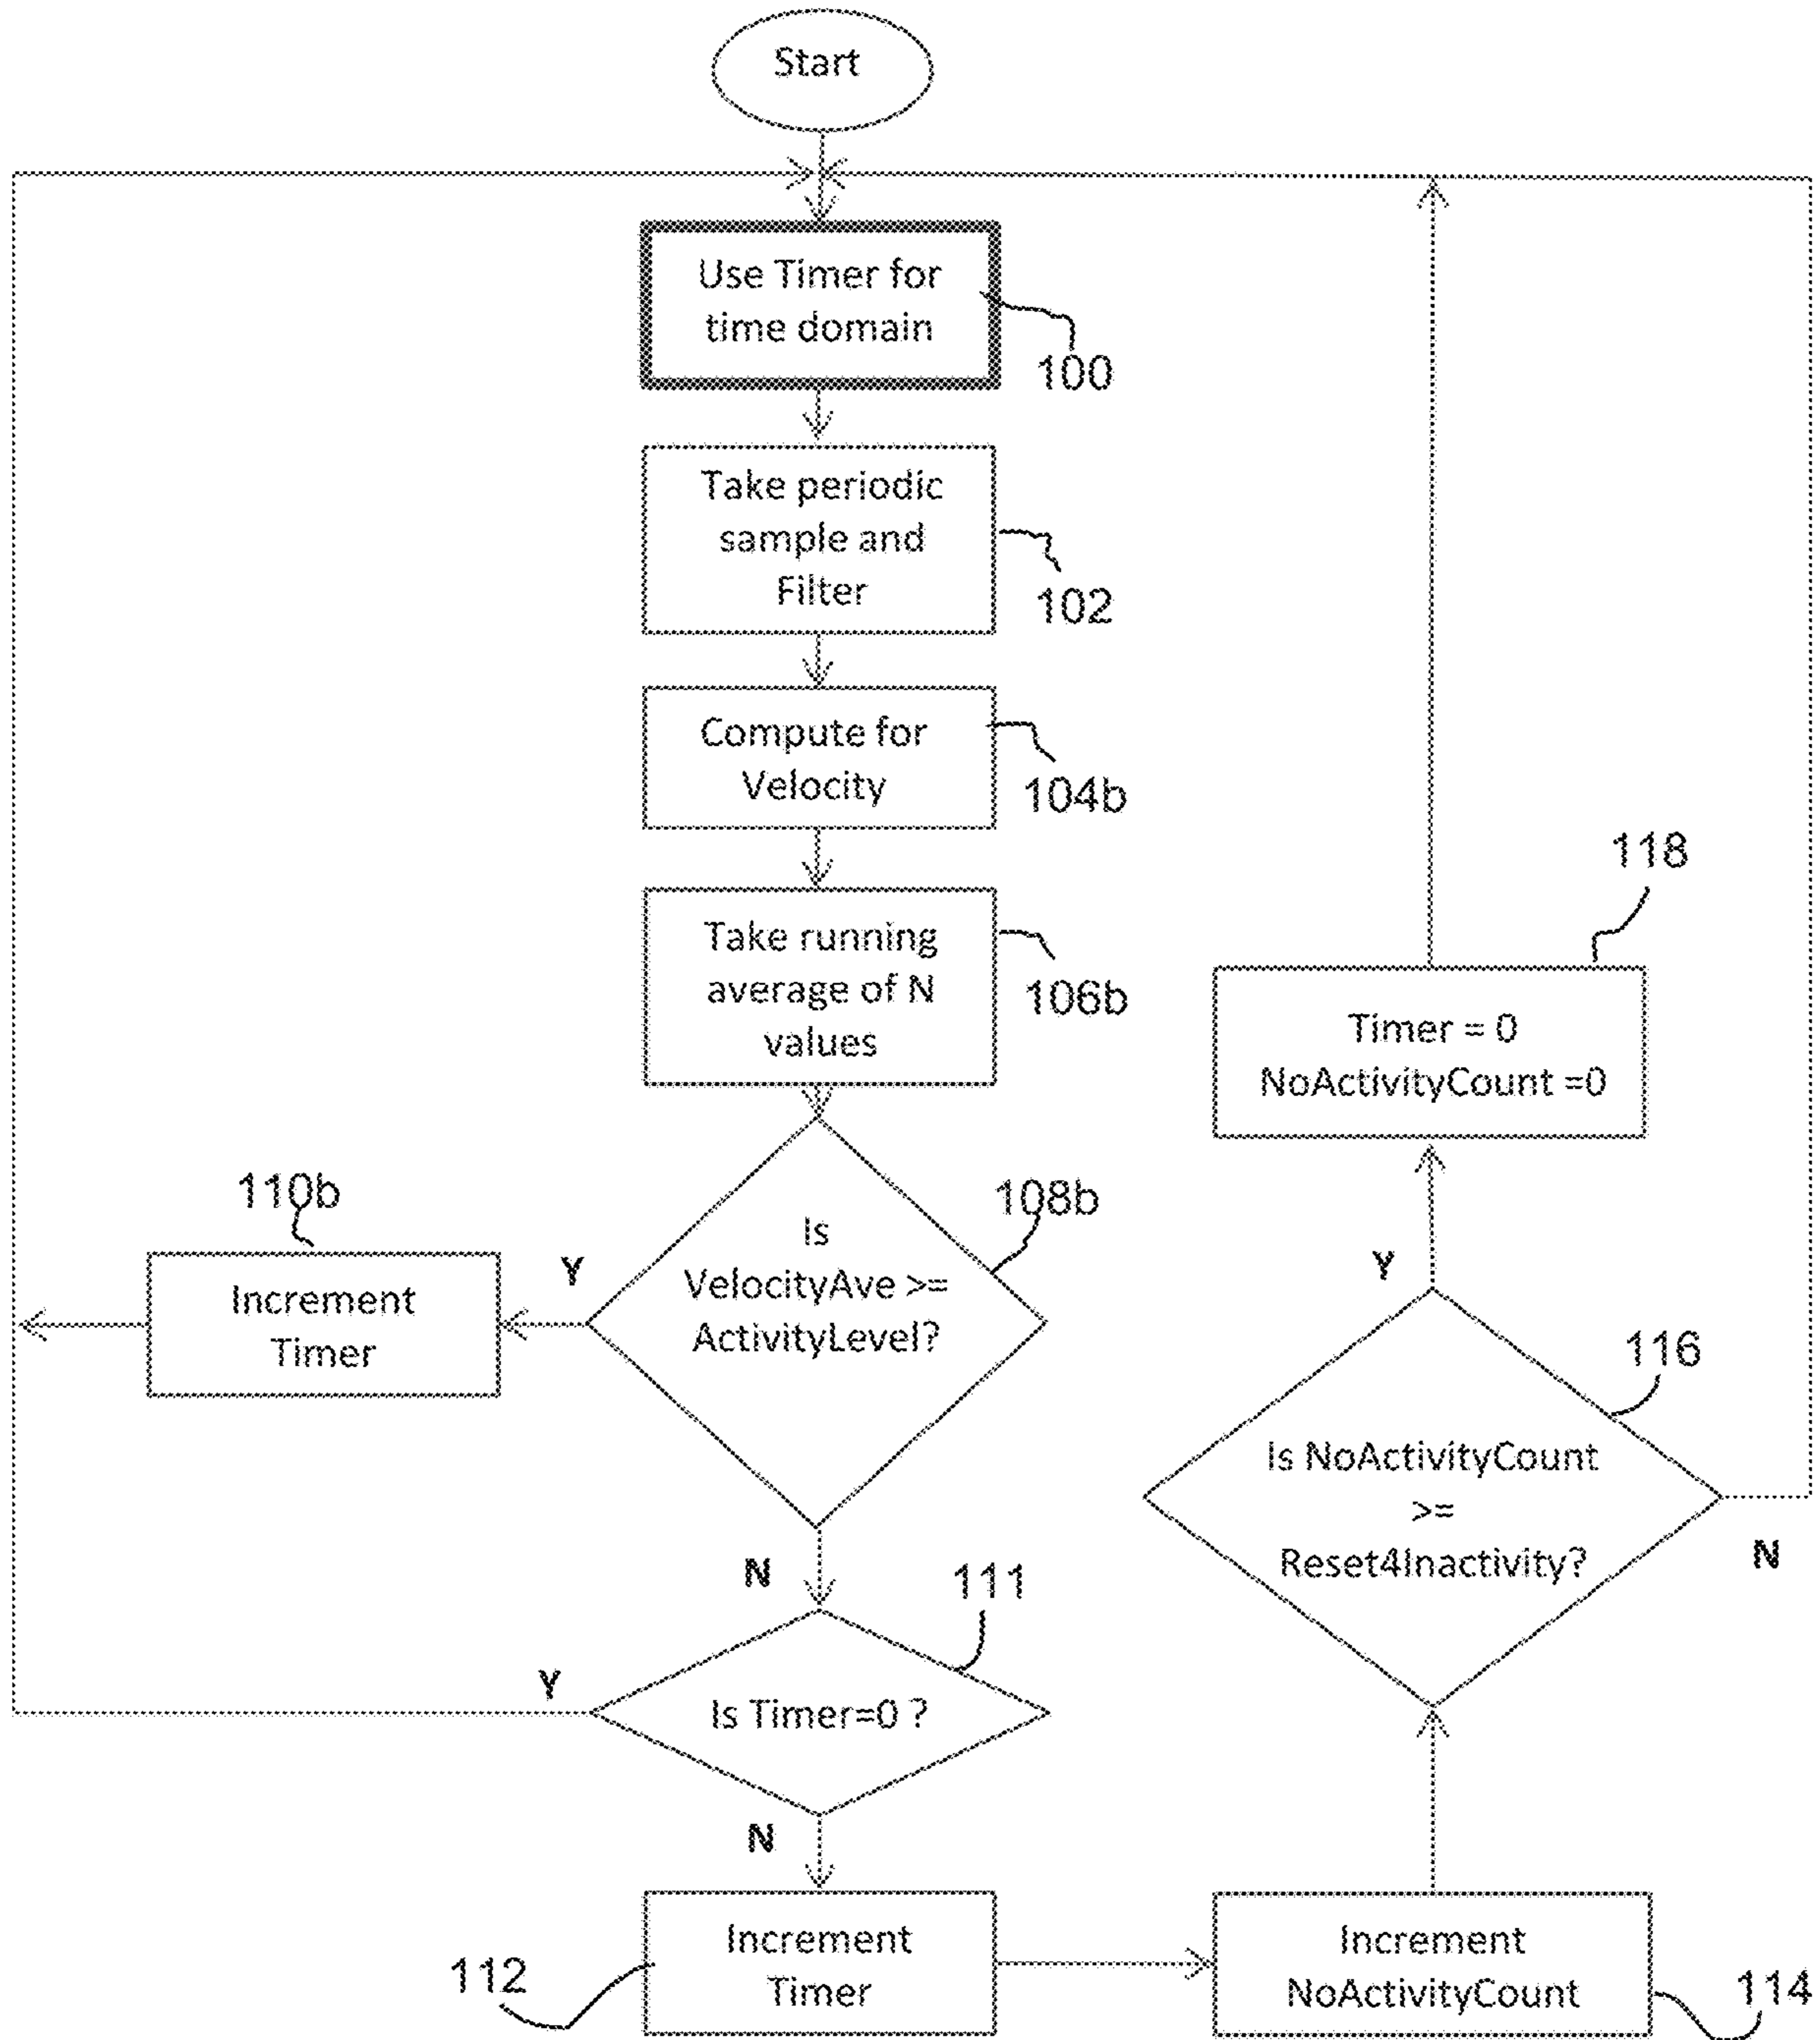 Start
Use Timer for
time domain
100
Take periodic
sample and
Filter
102
Compute for
Velocity
104b
Take running
average of N
values
106b
118
Timer = 0
NoActivityCount =0
110b
108b
Is
VelocityAve >=
ActivityLevel?
Y
Increment
Timer
Y
116
Is NoActivityCount
>=
Reset4Inactivity?
N
N
111
Y
Is Timer=0 ?
N
Increment
Timer
112
Increment
NoActivityCount
114